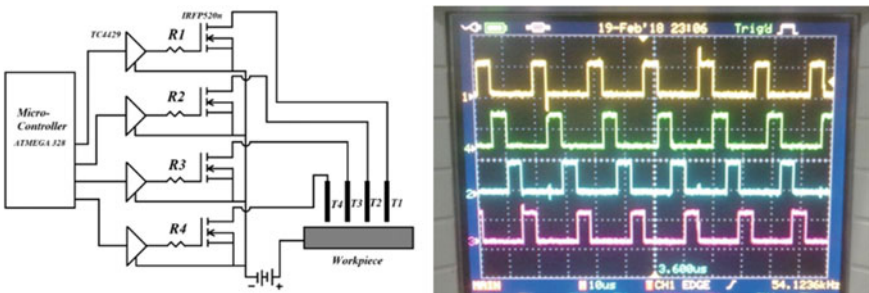 IRFP520n
TC4429
R1
R2
R3
R4
Micro-
Controller
ATMEGA 328
T4 T3 T2 T1
Workpiece
− +
19-Feb'18 23:06 Trig'd
1
4
2
3
3.600us
MAIN 10us CH1 EDGE 54.1236kHz